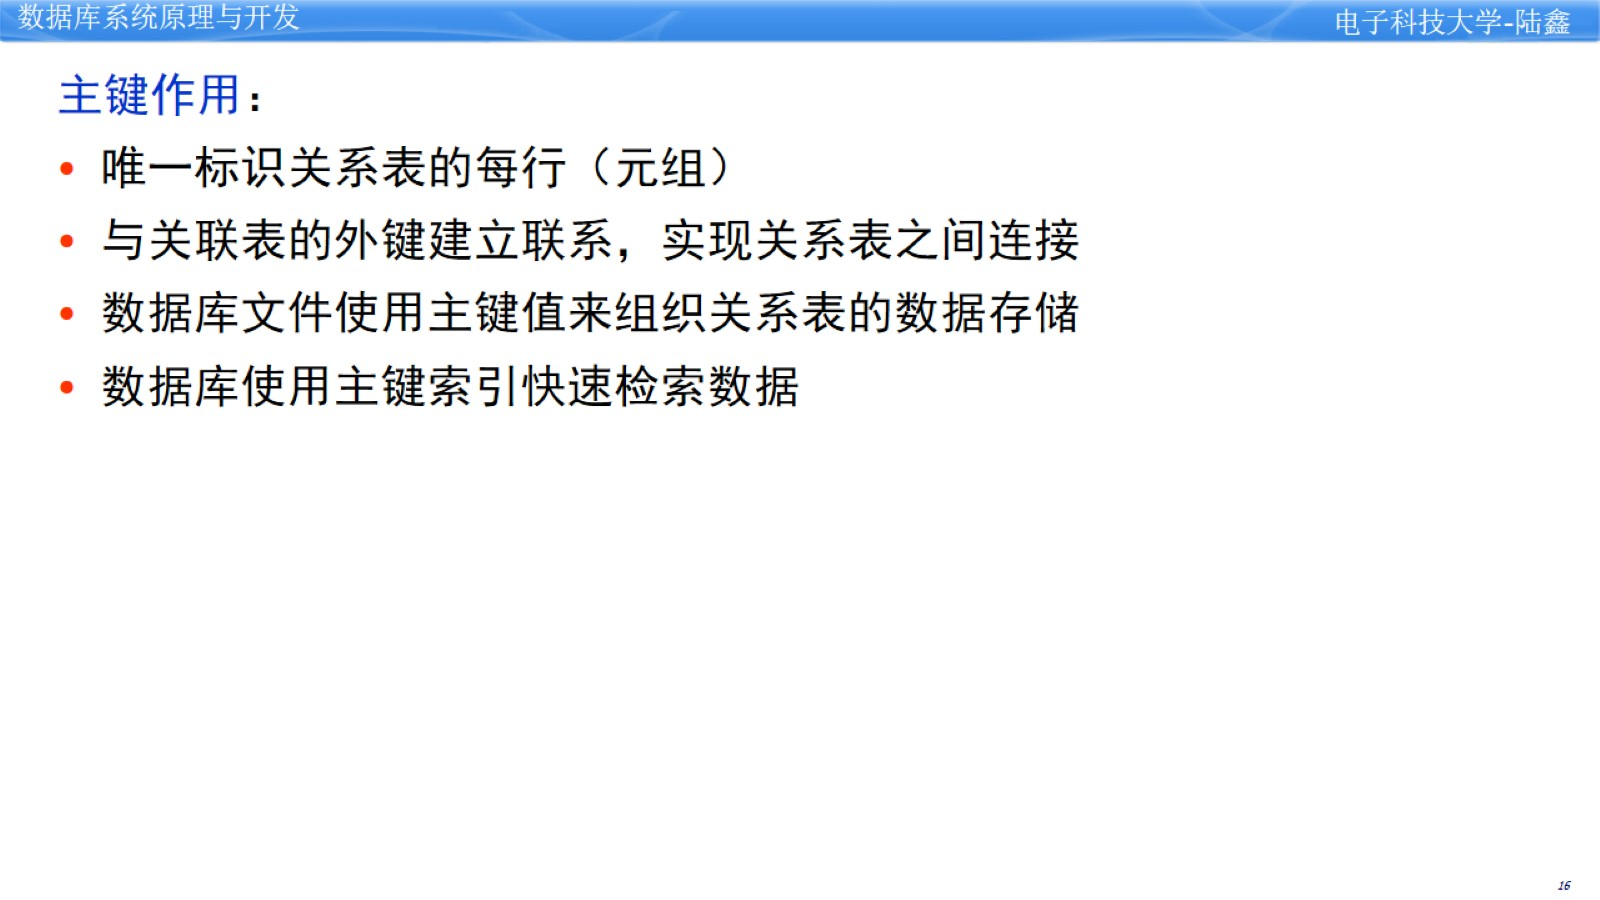 数据库系统原理与开发
电子科技大学-陆鑫
主键作用：
• 唯一标识关系表的每行（元组）
• 与关联表的外键建立联系，实现关系表之间连接
• 数据库文件使用主键值来组织关系表的数据存储
• 数据库使用主键索引快速检索数据
16